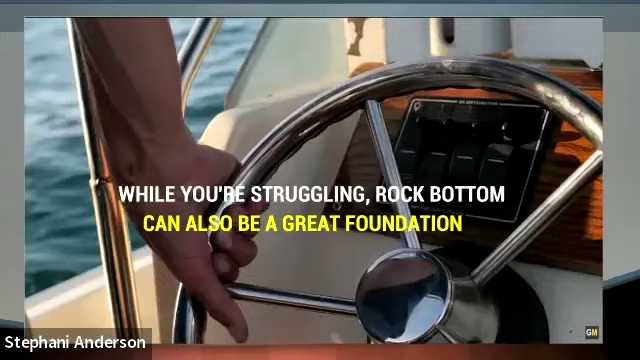 WHILE YOU'RE STRUGGLING, ROCK BOTTOM
CAN ALSO BE A GREAT FOUNDATION
GM
Stephani Anderson